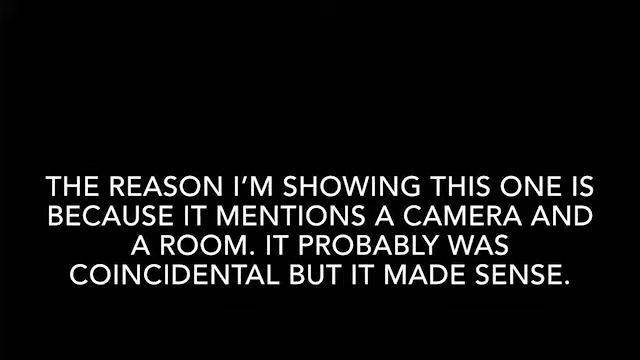 THE REASON I’M SHOWING THIS ONE IS
BECAUSE IT MENTIONS A CAMERA AND
A ROOM. IT PROBABLY WAS
COINCIDENTAL BUT IT MADE SENSE.